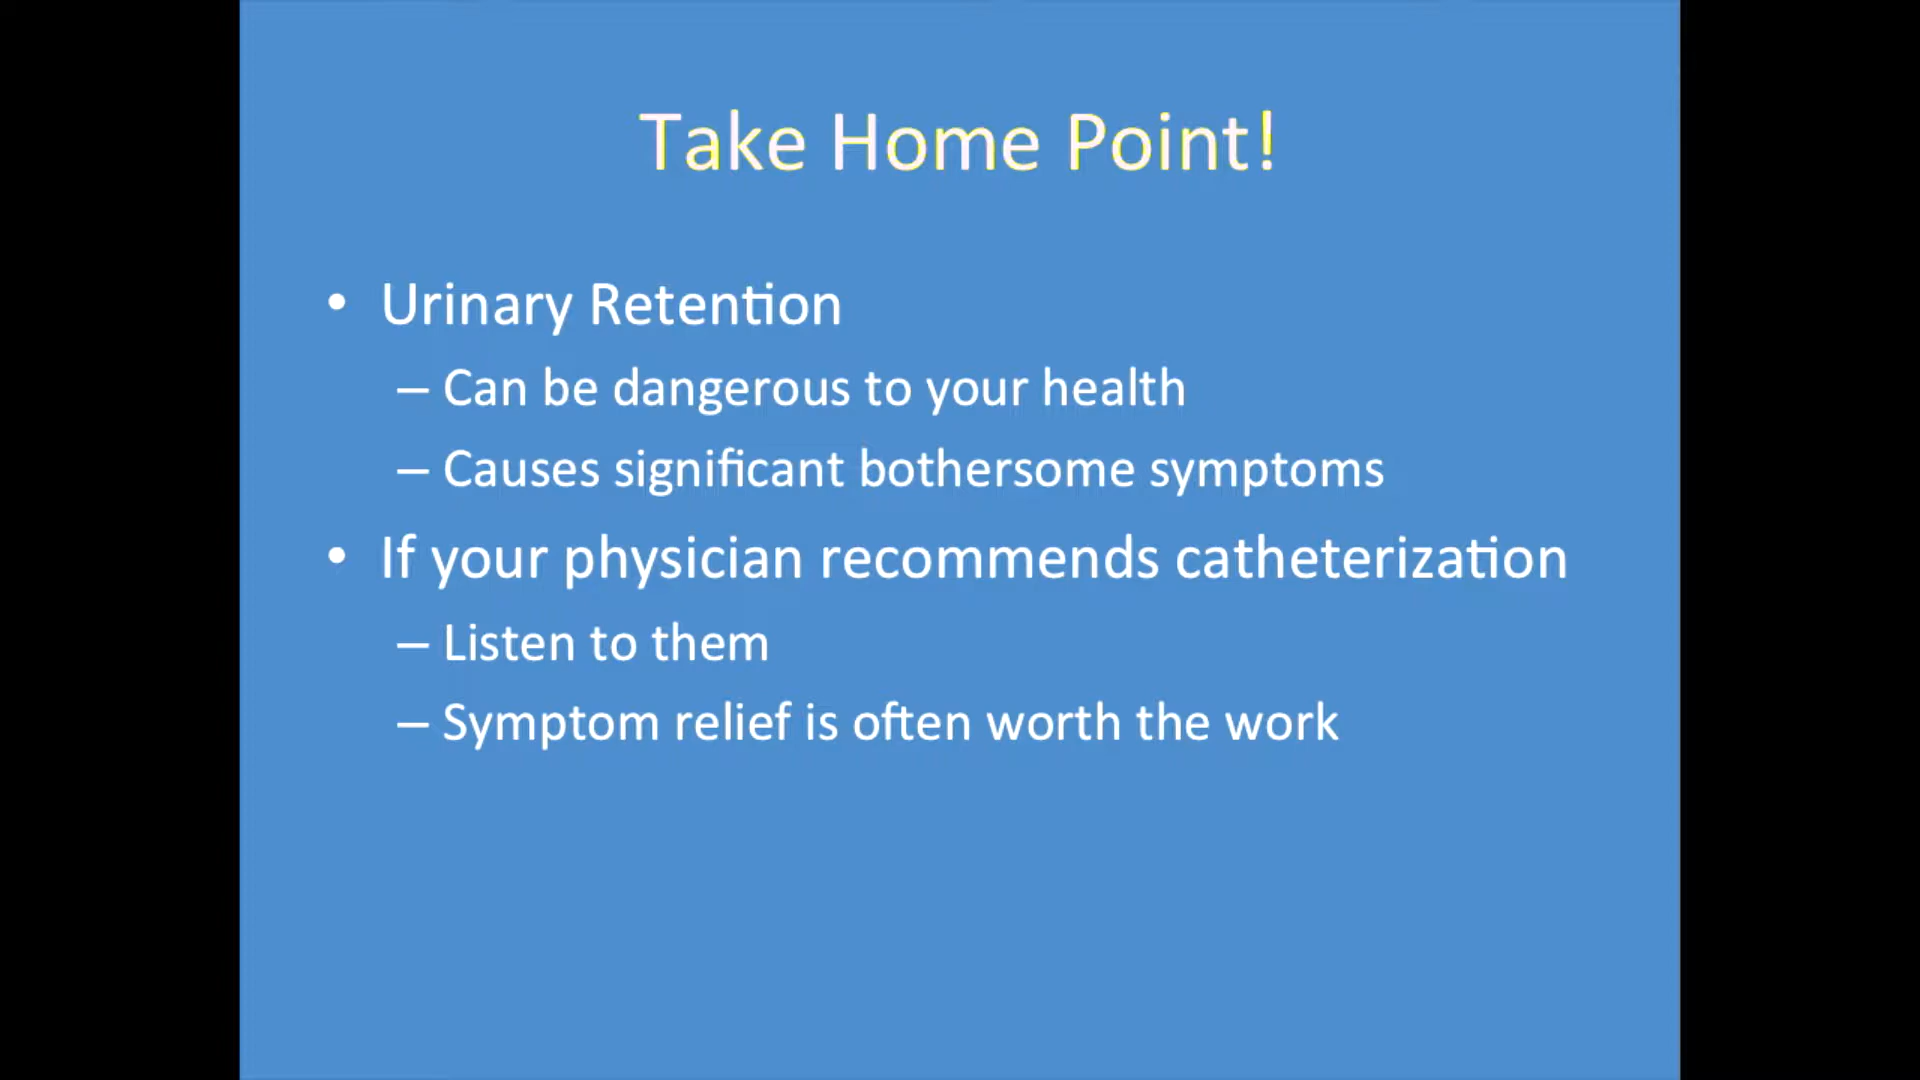 Take Home Point!
• Urinary Retention
– Can be dangerous to your health
– Causes significant bothersome symptoms
• If your physician recommends catheterization
– Listen to them
– Symptom relief is often worth the work